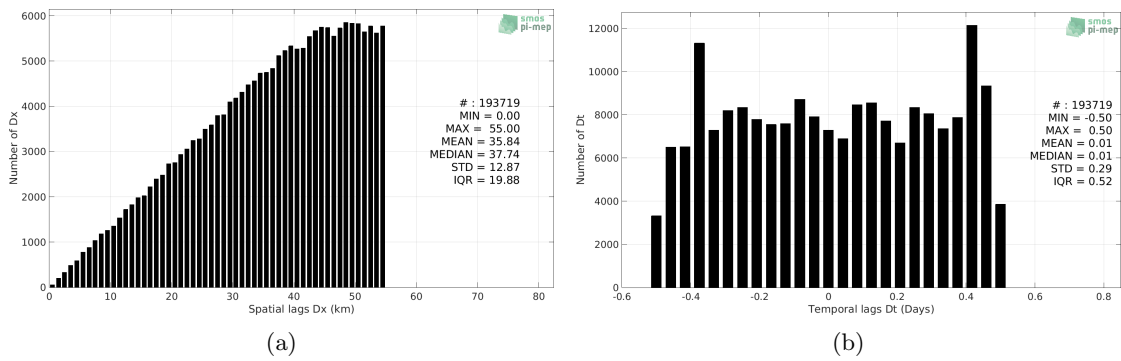 6000
5000
4000
3000
2000
1000
0
Number of Dx
smos
pi-mep
# : 193719
MIN = 0.00
MAX = 55.00
MEAN = 35.84
MEDIAN = 37.74
STD = 12.87
IQR = 19.88
0 10 20 30 40 50 60 70 80
Spatial lags Dx (km)
(a)
12000
10000
8000
6000
4000
2000
0
Number of Dt
smos
pi-mep
# : 193719
MIN = -0.50
MAX = 0.50
MEAN = 0.01
MEDIAN = 0.01
STD = 0.29
IQR = 0.52
-0.6 -0.4 -0.2 0 0.2 0.4 0.6 0.8
Temporal lags Dt (Days)
(b)